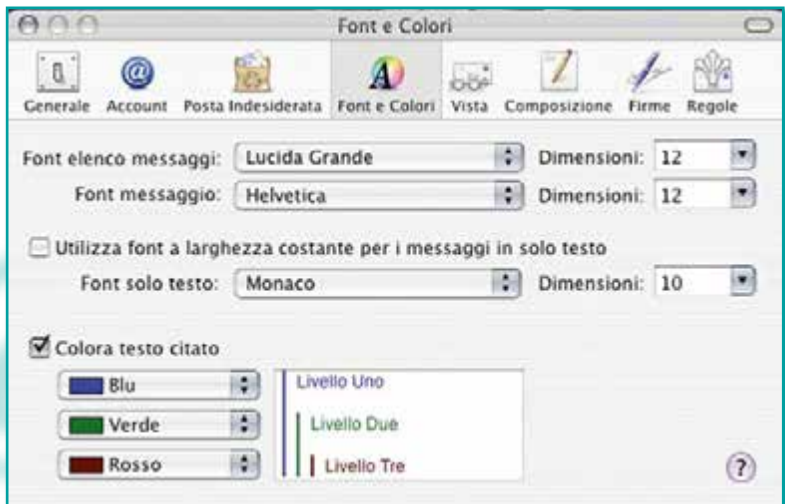 Font e Colori
Generale Account Posta Indesiderata Font e Colori Vista Composizione Firme Regole
Font elenco messaggi: Lucida Grande Dimensioni: 12
Font messaggio: Helvetica Dimensioni: 12
Utilizza font a larghezza costante per i messaggi in solo testo
Font solo testo: Monaco Dimensioni: 10
Colora testo citato
Blu Livello Uno
Verde Livello Due
Rosso Livello Tre
?